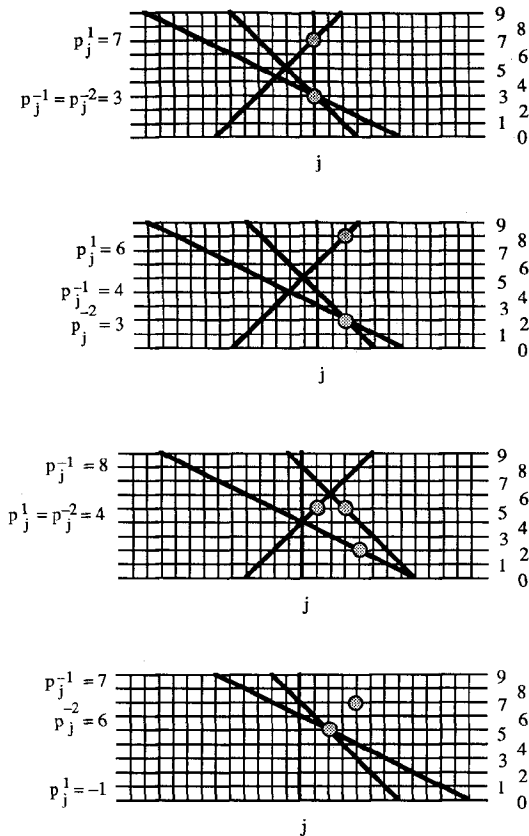 p_j^1 = 7
p_j^{-1} = p_j^{-2} = 3
9
8
7
6
5
4
3
2
1
0
j
p_j^1 = 6
p_j^{-1} = 4
p_j^{-2} = 3
9
8
7
6
5
4
3
2
1
0
j
p_j^{-1} = 8
p_j^1 = p_j^{-2} = 4
9
8
7
6
5
4
3
2
1
0
j
p_j^{-1} = 7
p_j^{-2} = 6
p_j^1 = -1
9
8
7
6
5
4
3
2
1
0
j